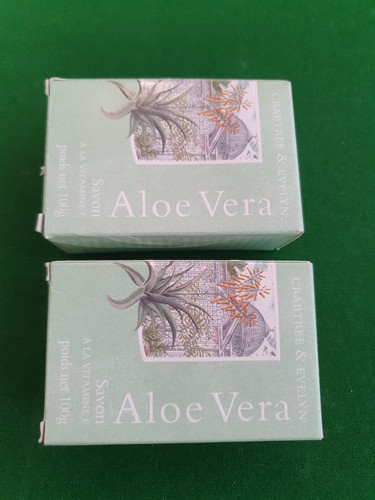 CRABTREE & EVELYN
Aloe Vera
Savon
À LA VITAMINE E
poids net 100g
CRABTREE & EVELYN
Aloe Vera
Savon
À LA VITAMINE E
poids net 100g